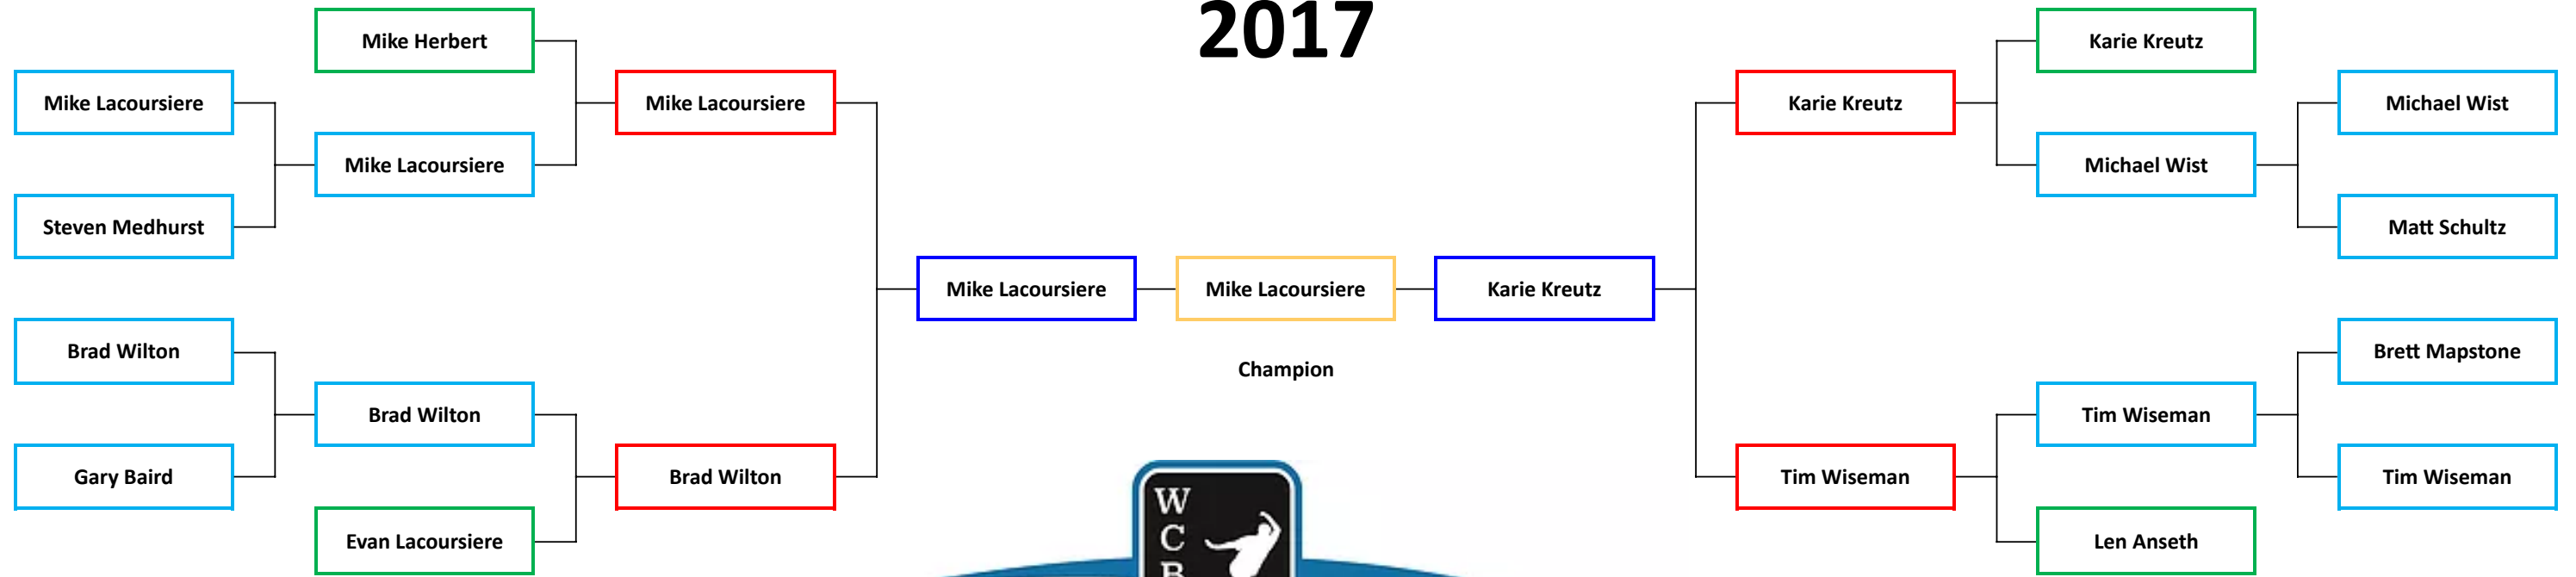 2017
Mike Herbert
Karie Kreutz
Mike Lacoursiere
Mike Lacoursiere
Karie Kreutz
Michael Wist
Mike Lacoursiere
Michael Wist
Steven Medhurst
Matt Schultz
Mike Lacoursiere
Mike Lacoursiere
Karie Kreutz
Brad Wilton
Brett Mapstone
Champion
Brad Wilton
Tim Wiseman
Gary Baird
Brad Wilton
Tim Wiseman
Tim Wiseman
Evan Lacoursiere
Len Anseth
W
C
B